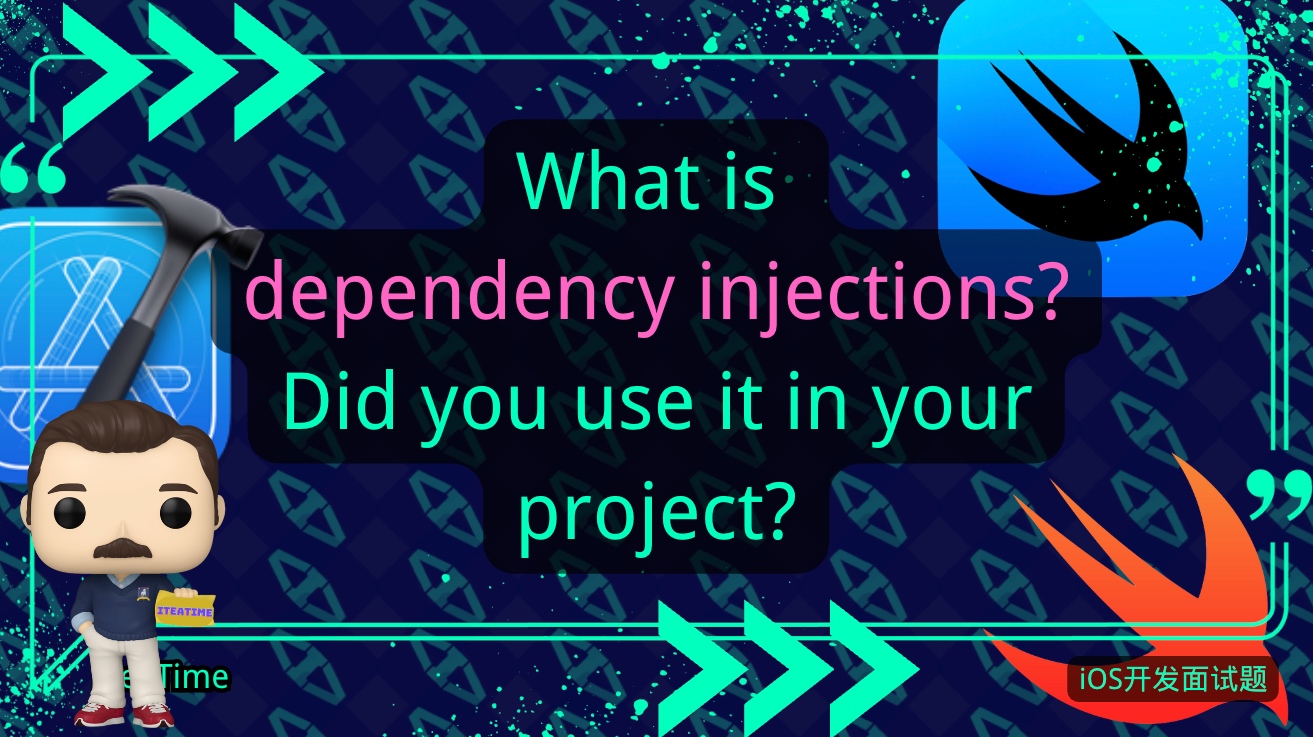 What is
dependency injections?
Did you use it in your
project?
ITEATIME
Time
iOS开发面试题